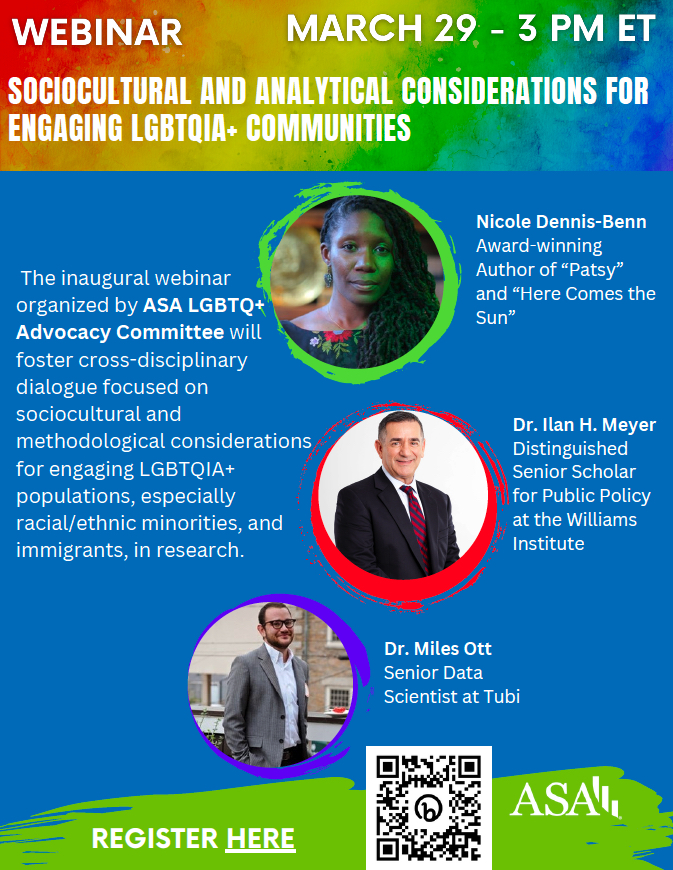 WEBINAR
MARCH 29 - 3 PM ET
SOCIOCULTURAL AND ANALYTICAL CONSIDERATIONS FOR
ENGAGING LGBTQIA+ COMMUNITIES
The inaugural webinar
organized by ASA LGBTQ+
Advocacy Committee will
foster cross-disciplinary
dialogue focused on
sociocultural and
methodological considerations
for engaging LGBTQIA+
populations, especially
racial/ethnic minorities, and
immigrants, in research.
Nicole Dennis-Benn
Award-winning
Author of “Patsy”
and “Here Comes the
Sun”
Dr. Ilan H. Meyer
Distinguished
Senior Scholar
for Public Policy
at the Williams
Institute
Dr. Miles Ott
Senior Data
Scientist at Tubi
REGISTER HERE
b
ASA